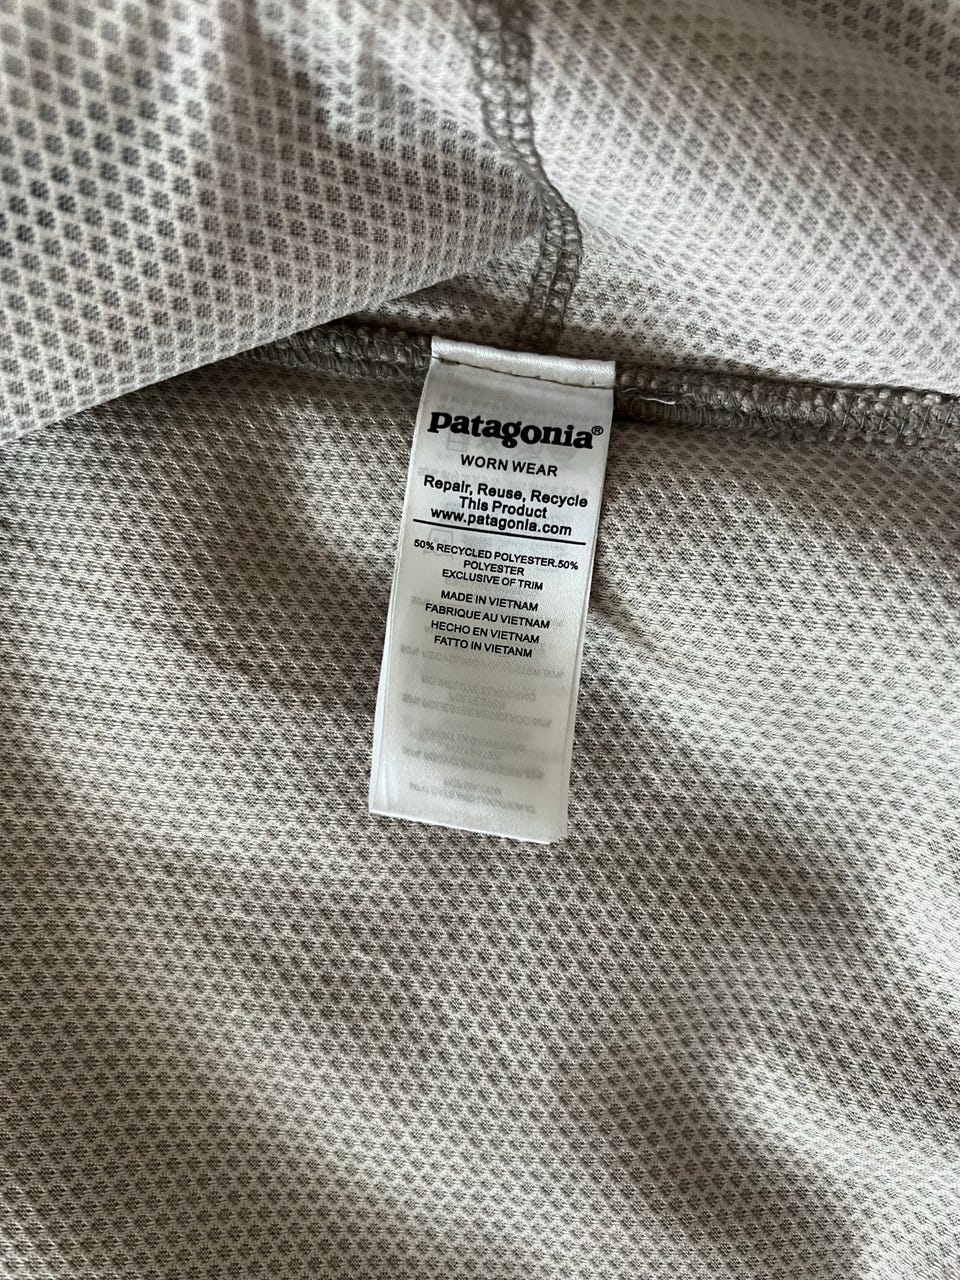 patagonia®
WORN WEAR
Repair, Reuse, Recycle
This Product
www.patagonia.com
50% RECYCLED POLYESTER.50%
POLYESTER
EXCLUSIVE OF TRIM
MADE IN VIETNAM
FABRIQUE AU VIETNAM
HECHO EN VIETNAM
FATTO IN VIETANM